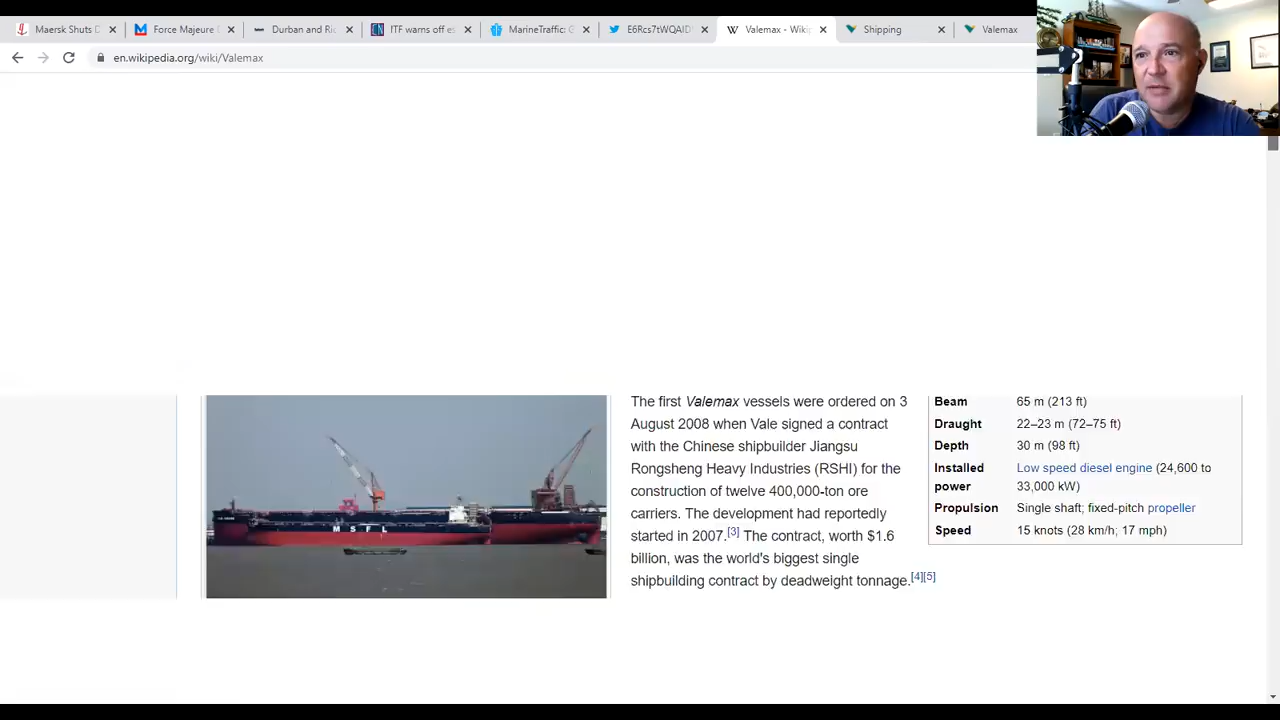 Maersk Shuts D
Force Majeure
Durban and Ric
ITF warns off e
MarineTraffic: G
E6Rcs7tWQAID
Valemax - Wiki
Shipping
Valemax
en.wikipedia.org/wiki/Valemax
The first Valemax vessels were ordered on 3
August 2008 when Vale signed a contract
with the Chinese shipbuilder Jiangsu
Rongsheng Heavy Industries (RSHI) for the
construction of twelve 400,000-ton ore
carriers. The development had reportedly
started in 2007.[3] The contract, worth $1.6
billion, was the world's biggest single
shipbuilding contract by deadweight tonnage.[4][5]
Beam 65 m (213 ft)
Draught 22–23 m (72–75 ft)
Depth 30 m (98 ft)
Installed power Low speed diesel engine (24,600 to
33,000 kW)
Propulsion Single shaft; fixed-pitch propeller
Speed 15 knots (28 km/h; 17 mph)
M S F L